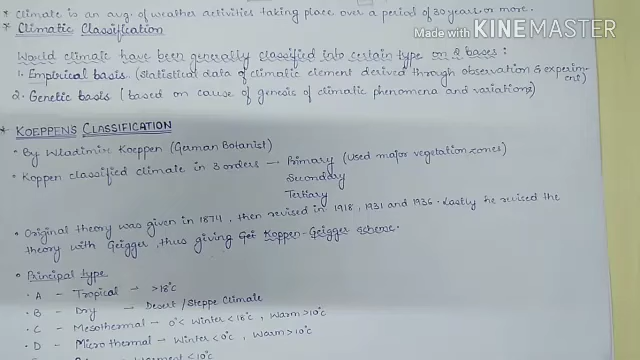 Made with KINEMASTER
* Climate is an avg. of weather activities taking place over a period of 30 years or more.
* Climatic Classification
World climate have been generally classified into certain type on 2 bases :
1. Empirical basis (Statistical data of climatic element derived through observation & experiment)
2. Genetic basis (based on cause of genesis of climatic phenomena and variations)
* KOEPPEN'S CLASSIFICATION
• By Wladimir Koeppen (German Botanist)
• Koppen classified climate in 3 orders — Primary (Used major vegetation zones)
Secondary
Tertiary
• Original theory was given in 1874, then revised in 1918, 1931 and 1936. Lastly he revised the
theory with Geigger, thus giving Koppen-Geigger scheme.
• Principal type
• A — Tropical — >18°C
• B — Dry — Desert/Steppe Climate
• C — Mesothermal — 0°< Winter <18°C, Warm >10°C
• D — Microthermal — Winter <0°C, Warm >10°C
<10°C